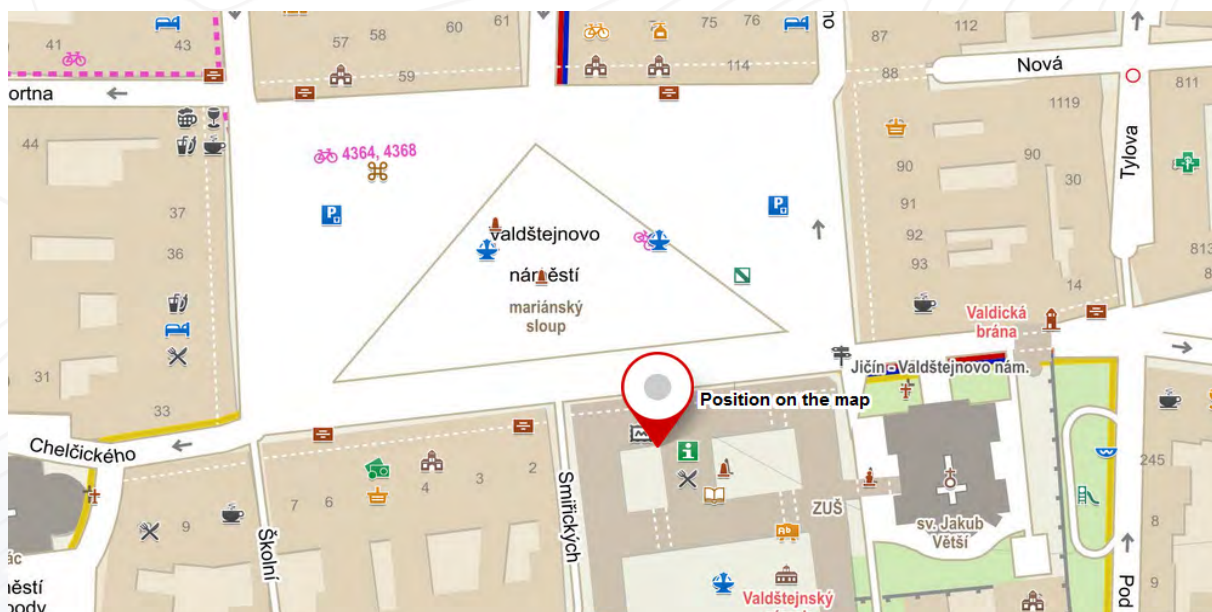 41
43
57
58
59
60
61
75
76
114
87
88
112
Nová
811
1119
ortna
44
4364, 4368
90
90
30
Tylova
37
36
91
92
93
813
valdštejnovo
náměstí
mariánský
sloup
14
Valdická
brána
Jičín - Valdštejnovo nám.
31
33
Position on the map
Chelčického
7
6
4
3
2
Smiřických
Školní
9
ZUŠ
sv. Jakub
Větší
245
8
9
Pod
ác
ěstí
body
Valdštejnský